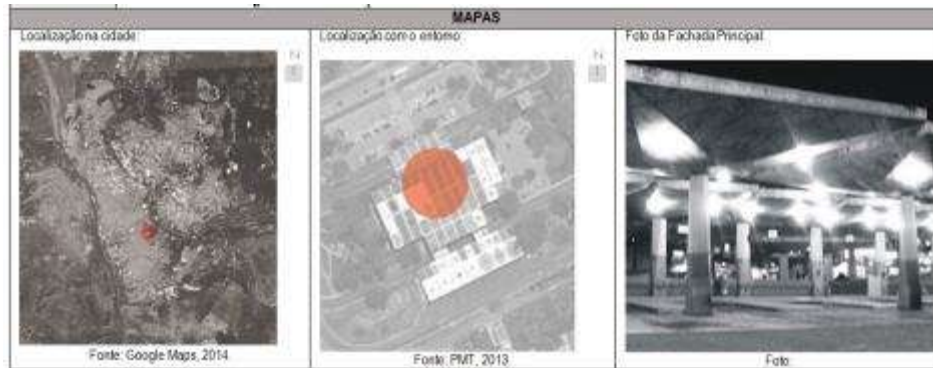 MAPAS
Localização na cidade:
Localização com o entorno:
Foto da Fachada Principal:
N
N
Fonte: Google Maps, 2014
Fonte: PMT, 2013
Foto: